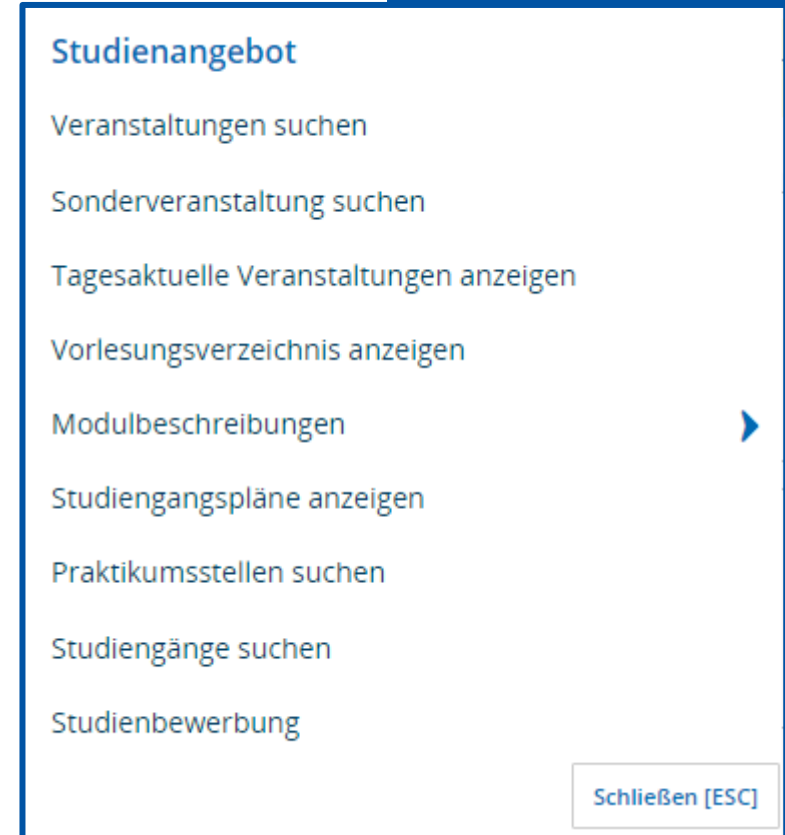 Studienangebot
Veranstaltungen suchen
Sonderveranstaltung suchen
Tagesaktuelle Veranstaltungen anzeigen
Vorlesungsverzeichnis anzeigen
Modulbeschreibungen
Studiengangspläne anzeigen
Praktikumsstellen suchen
Studiengänge suchen
Studienbewerbung
Schließen [ESC]